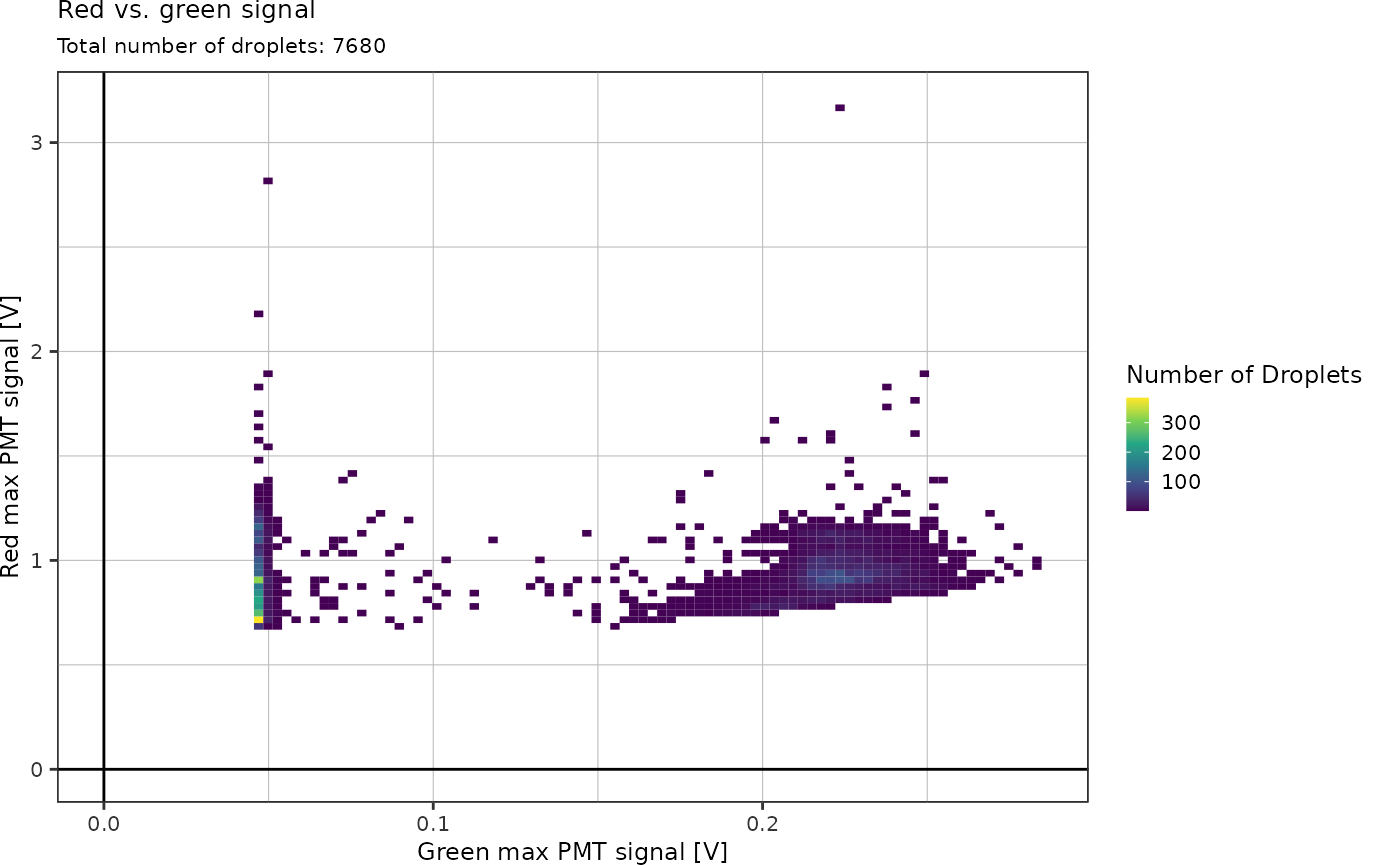 Red vs. green signal
Total number of droplets: 7680
Red max PMT signal [V]
3
2
1
0
0.0
0.1
0.2
Green max PMT signal [V]
Number of Droplets
300
200
100